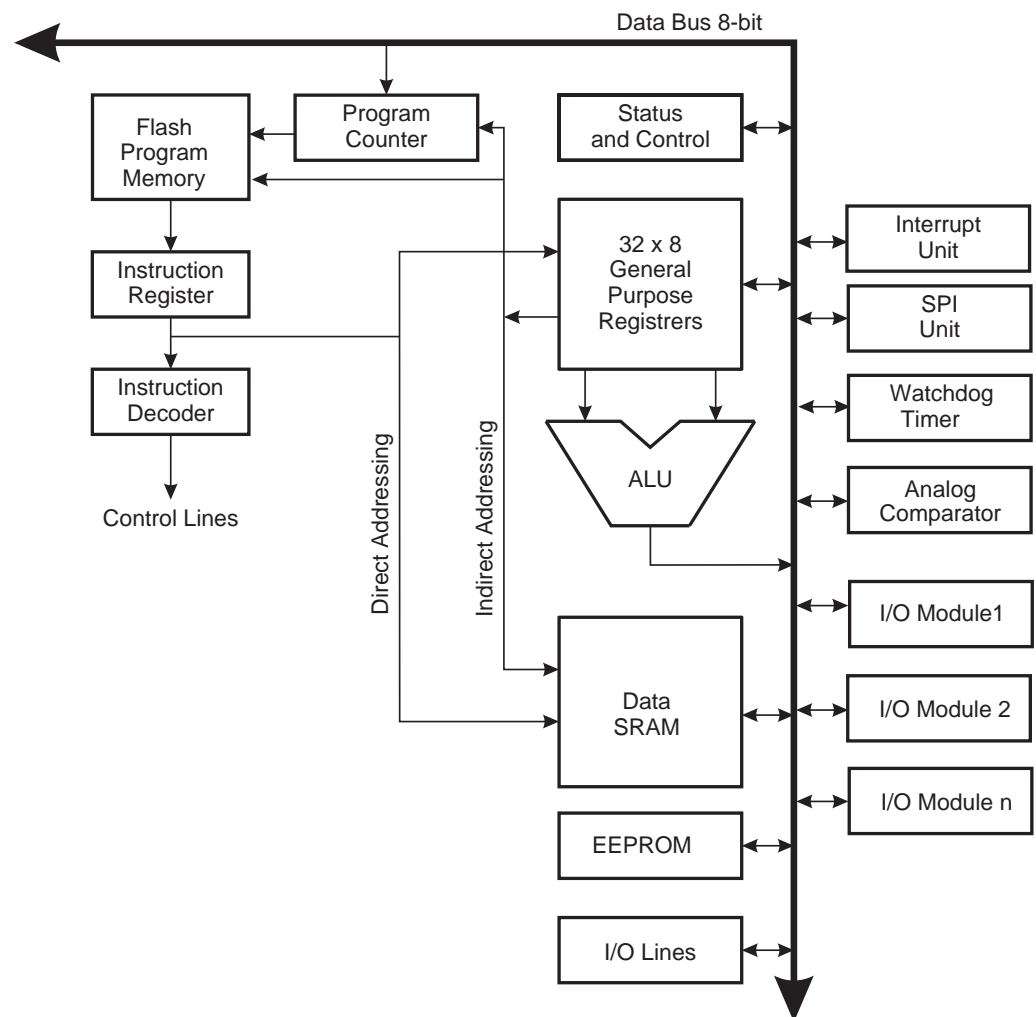 Data Bus 8-bit
Flash
Program
Memory
Program
Counter
Status
and Control
Interrupt
Unit
32 x 8
General
Purpose
Registrers
Instruction
Register
SPI
Unit
Instruction
Decoder
Watchdog
Timer
Direct Addressing
Indirect Addressing
ALU
Analog
Comparator
Control Lines
I/O Module1
Data
SRAM
I/O Module 2
I/O Module n
EEPROM
I/O Lines